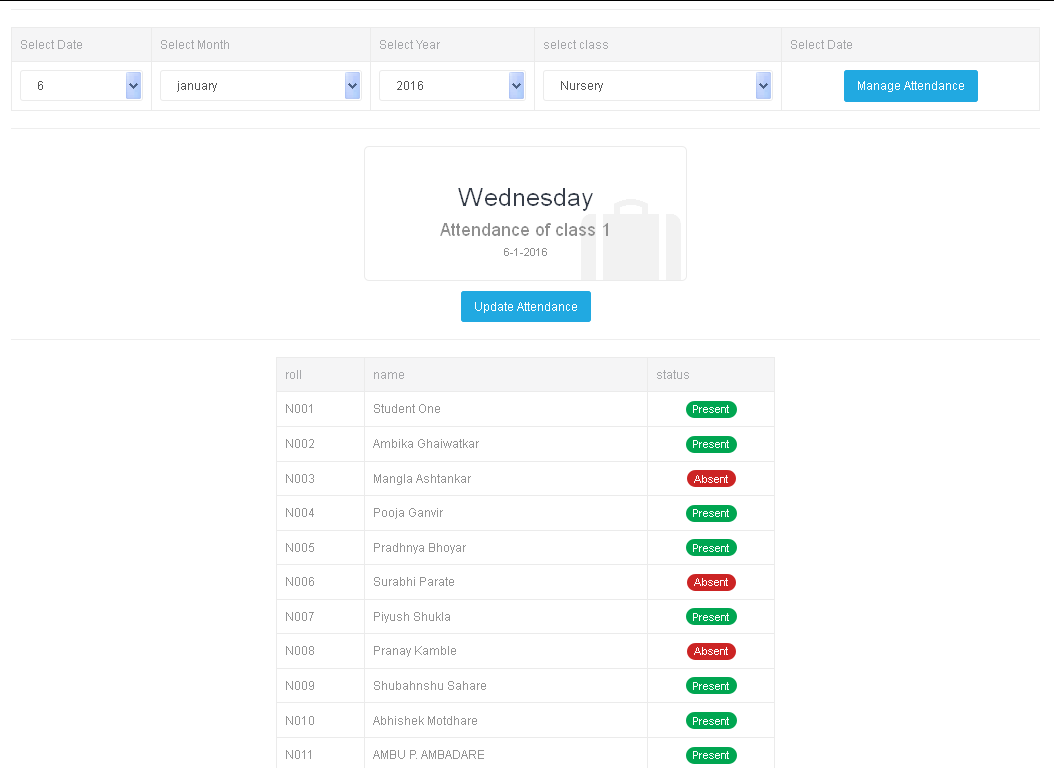 Select Date Select Month Select Year select class Select Date
6 january 2016 Nursery Manage Attendance
Wednesday
Attendance of class 1
6-1-2016
Update Attendance
roll name status
N001 Student One Present
N002 Ambika Ghaiwatkar Present
N003 Mangla Ashtankar Absent
N004 Pooja Ganvir Present
N005 Pradhnya Bhoyar Present
N006 Surabhi Parate Absent
N007 Piyush Shukla Present
N008 Pranay Kamble Absent
N009 Shubahnshu Sahare Present
N010 Abhishek Motdhare Present
N011 AMBU P. AMBADARE Present